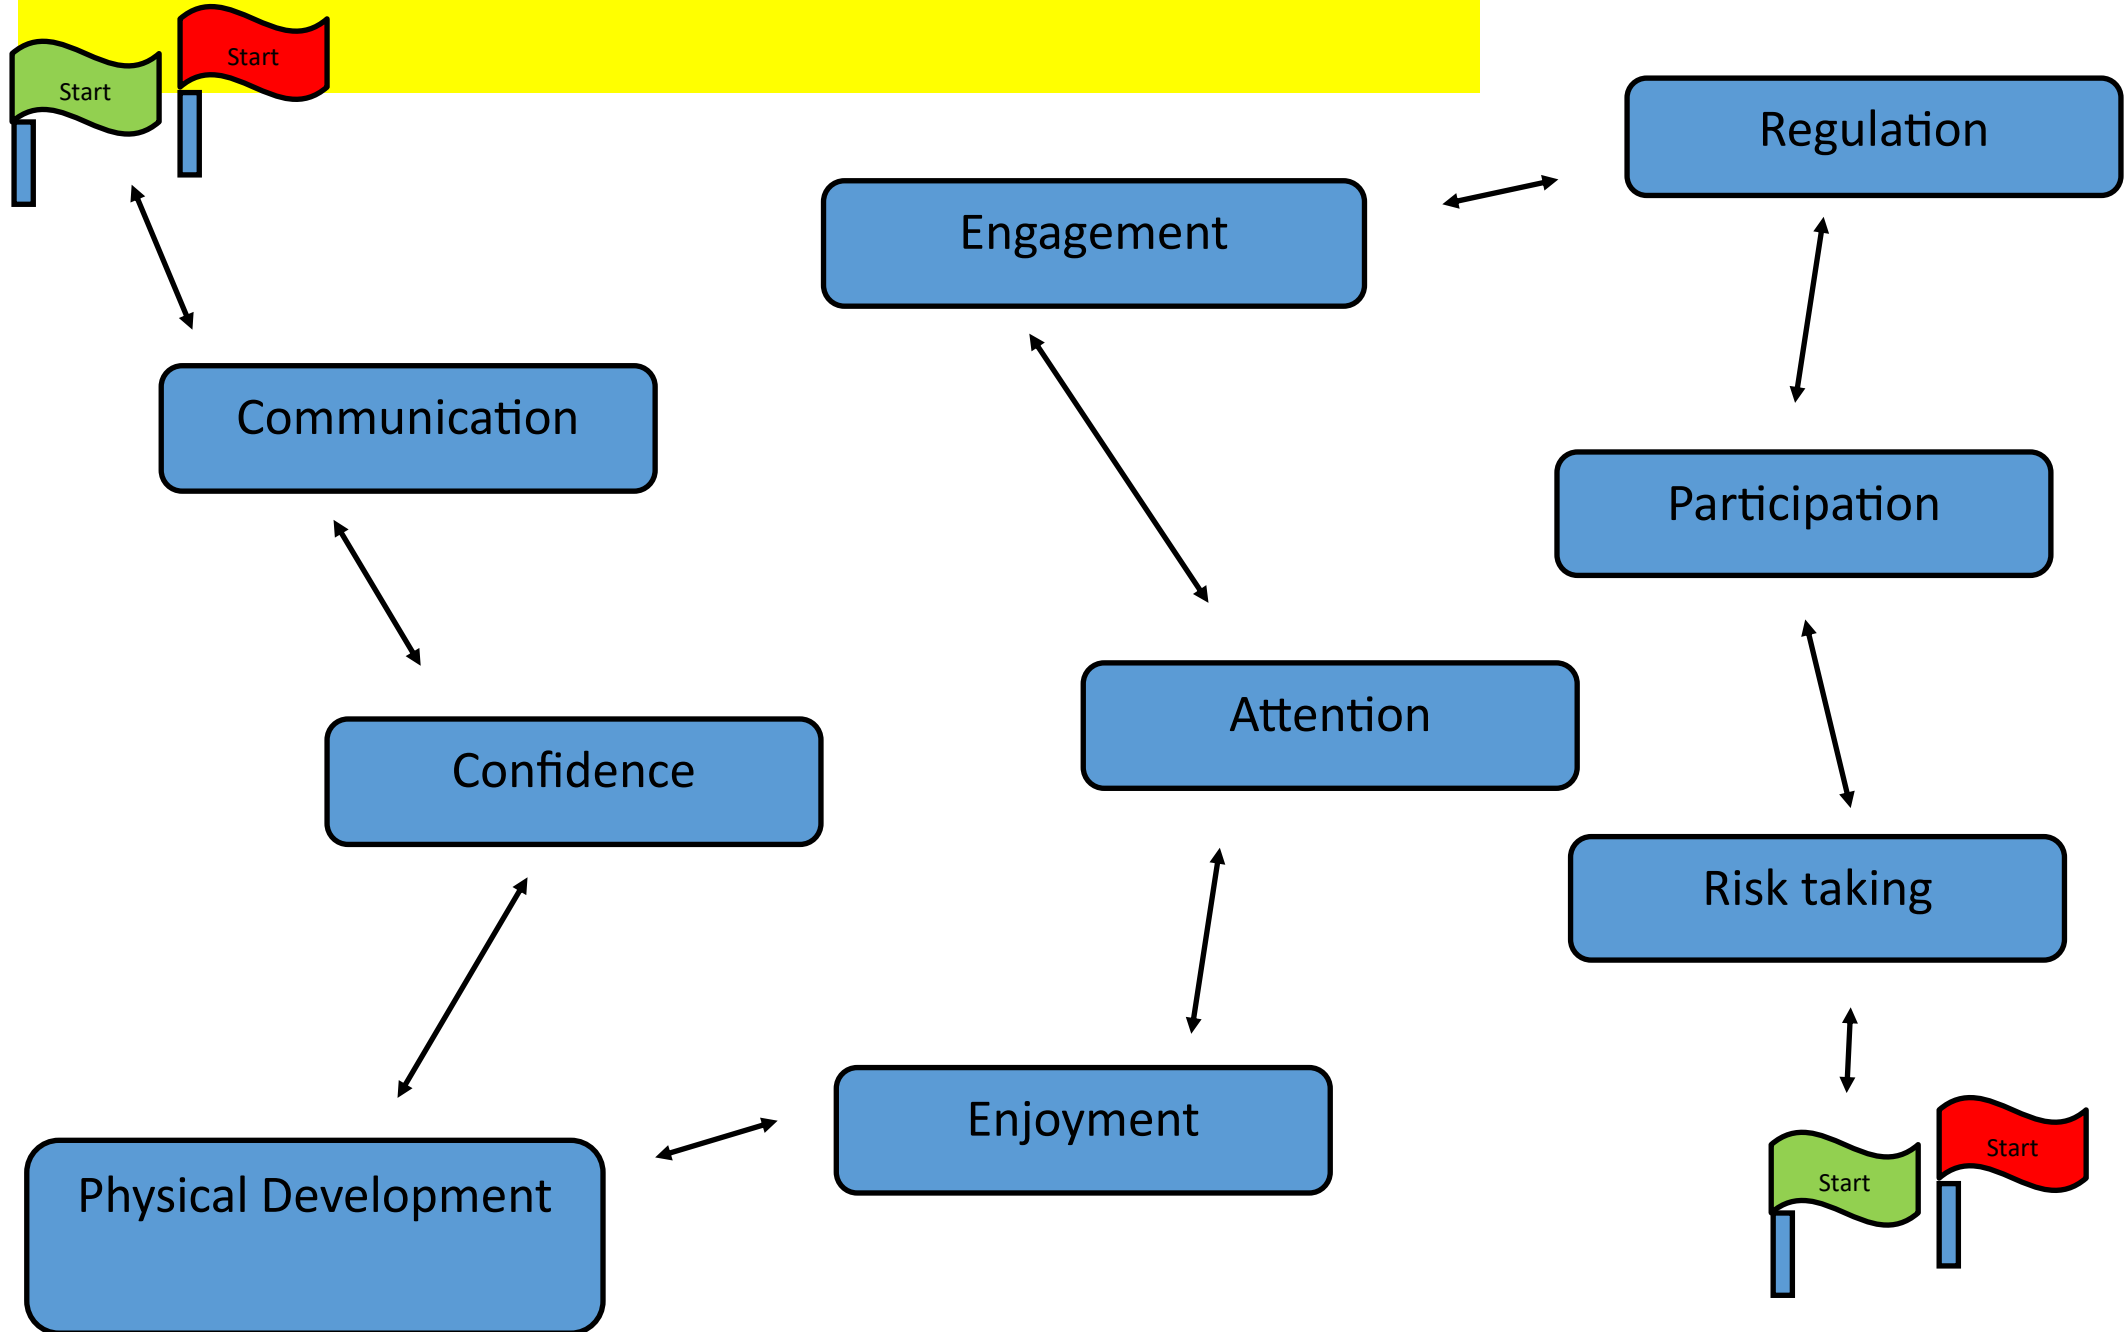 Start
Start
Regulation
Engagement
Communication
Participation
Attention
Confidence
Risk taking
Enjoyment
Physical Development
Start
Start